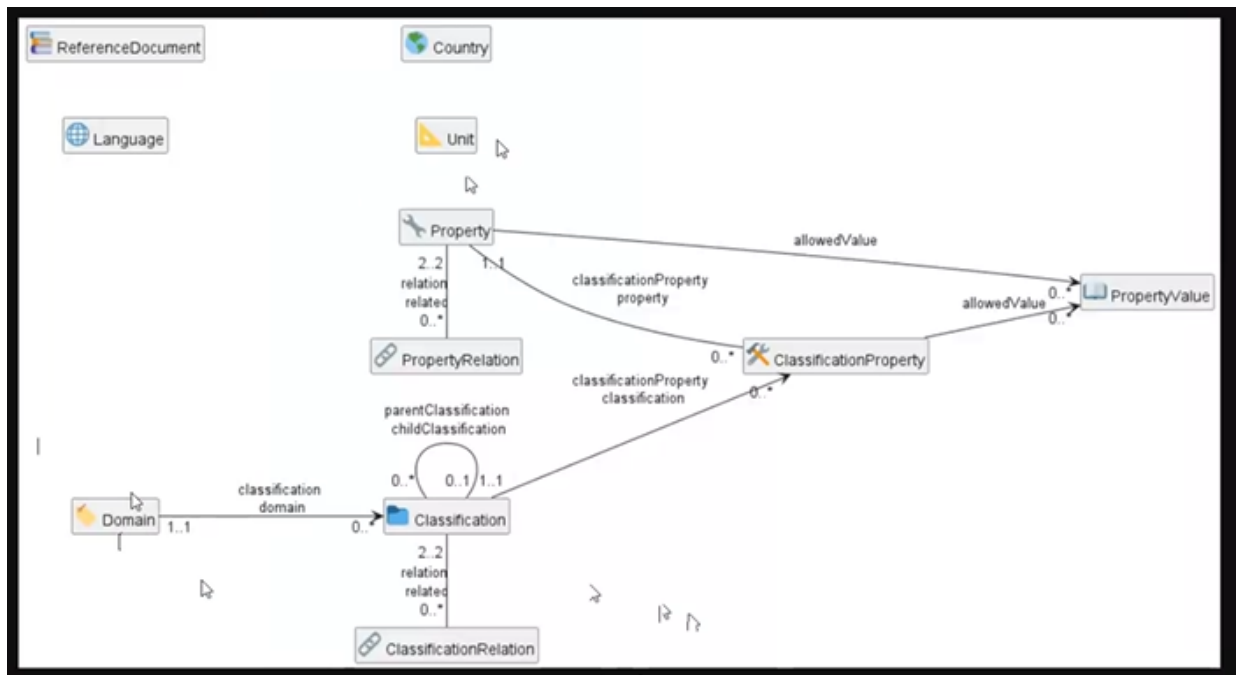 ReferenceDocument
Country
Language
Unit
Property
allowedValue
2..2
1..1
relation
related
0..*
classificationProperty
property
0..*
allowedValue
0..
PropertyValue
PropertyRelation
0..*
ClassificationProperty
classificationProperty
classification
0..*
parentClassification
childClassification
0..*
0..1
1..1
classification
domain
Domain
1..1
0..*
Classification
2..2
relation
related
0..*
ClassificationRelation